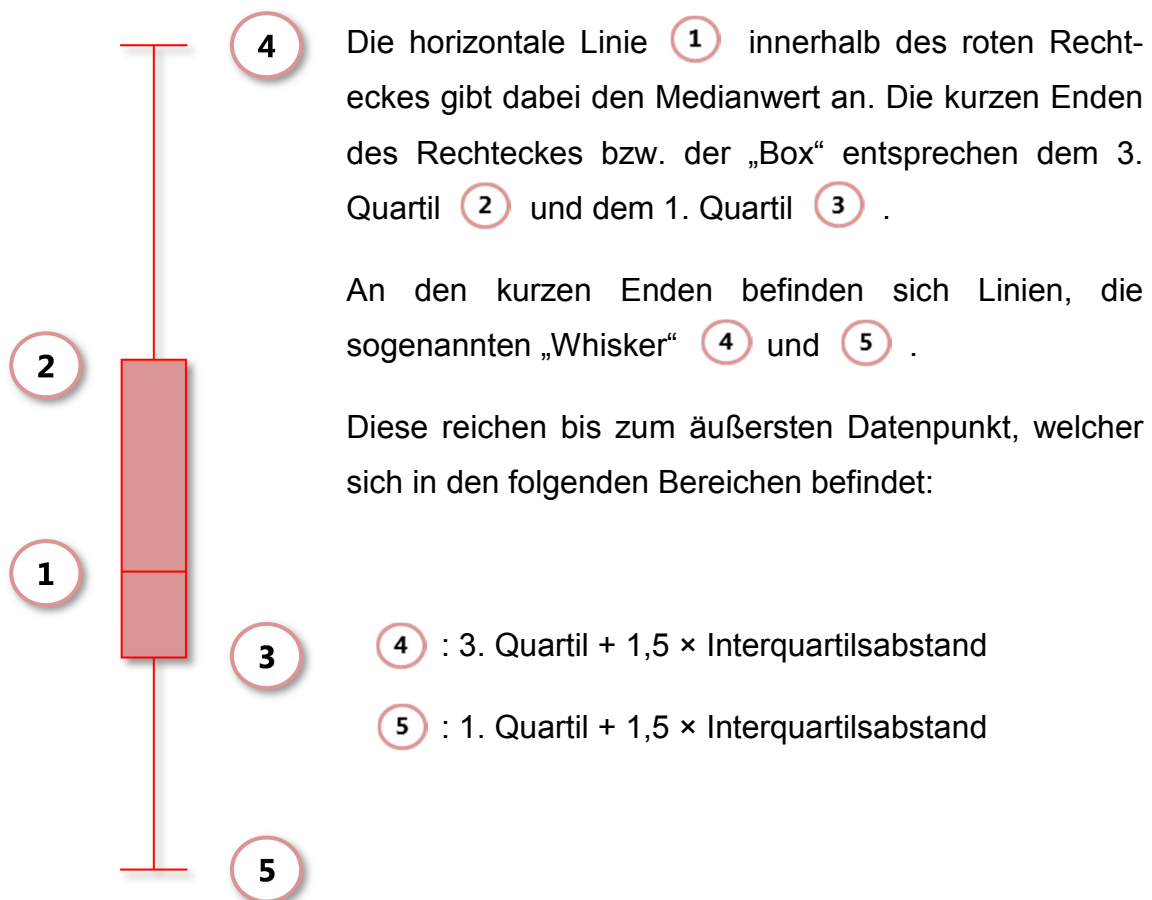 4
Die horizontale Linie 1 innerhalb des roten Recht-
eckes gibt dabei den Medianwert an. Die kurzen Enden
des Rechteckes bzw. der „Box“ entsprechen dem 3.
Quartil 2 und dem 1. Quartil 3 .
An den kurzen Enden befinden sich Linien, die
sogenannten „Whisker“ 4 und 5 .
2
Diese reichen bis zum äußersten Datenpunkt, welcher
sich in den folgenden Bereichen befindet:
1
3
4 : 3. Quartil + 1,5 × Interquartilsabstand
5 : 1. Quartil + 1,5 × Interquartilsabstand
5